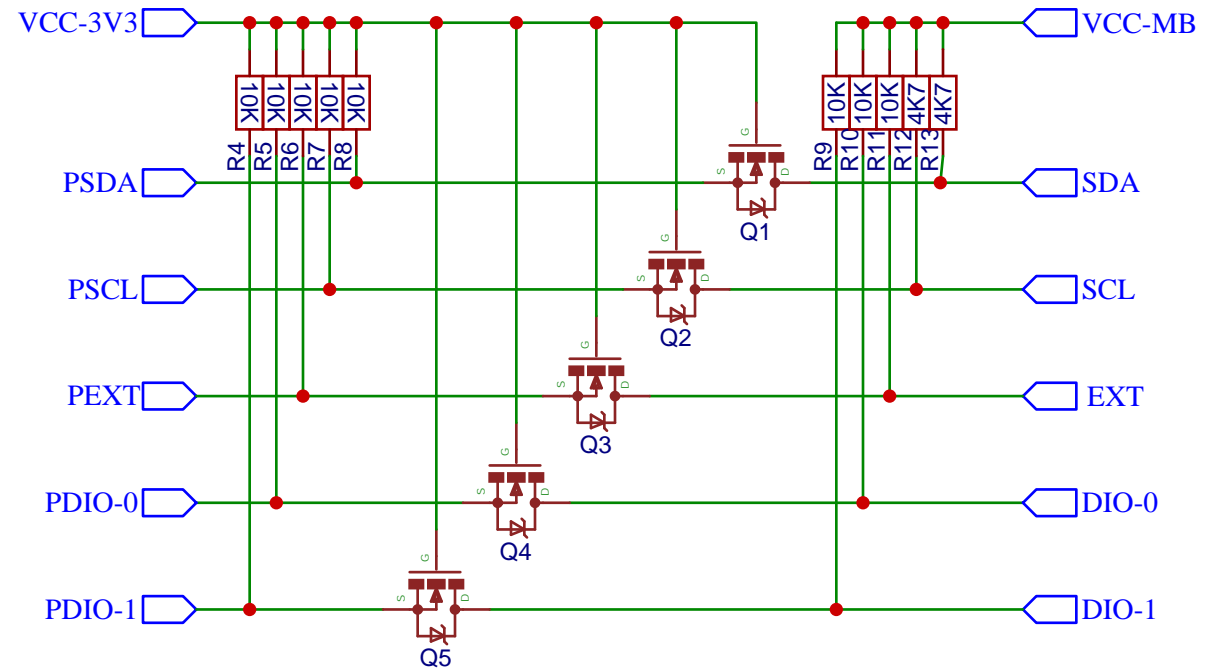 VCC-3V3 VCC-MB
10K 10K 10K 10K 10K 10K 10K 10K 4K7 4K7
R4 R5 R6 R7 R8 R9 R10 R11 R12 R13
G
PSDA S D SDA
Q1
G
PSCL S D SCL
Q2
G
PEXT S D EXT
Q3
G
PDIO-0 S D DIO-0
Q4
G
PDIO-1 S D DIO-1
Q5